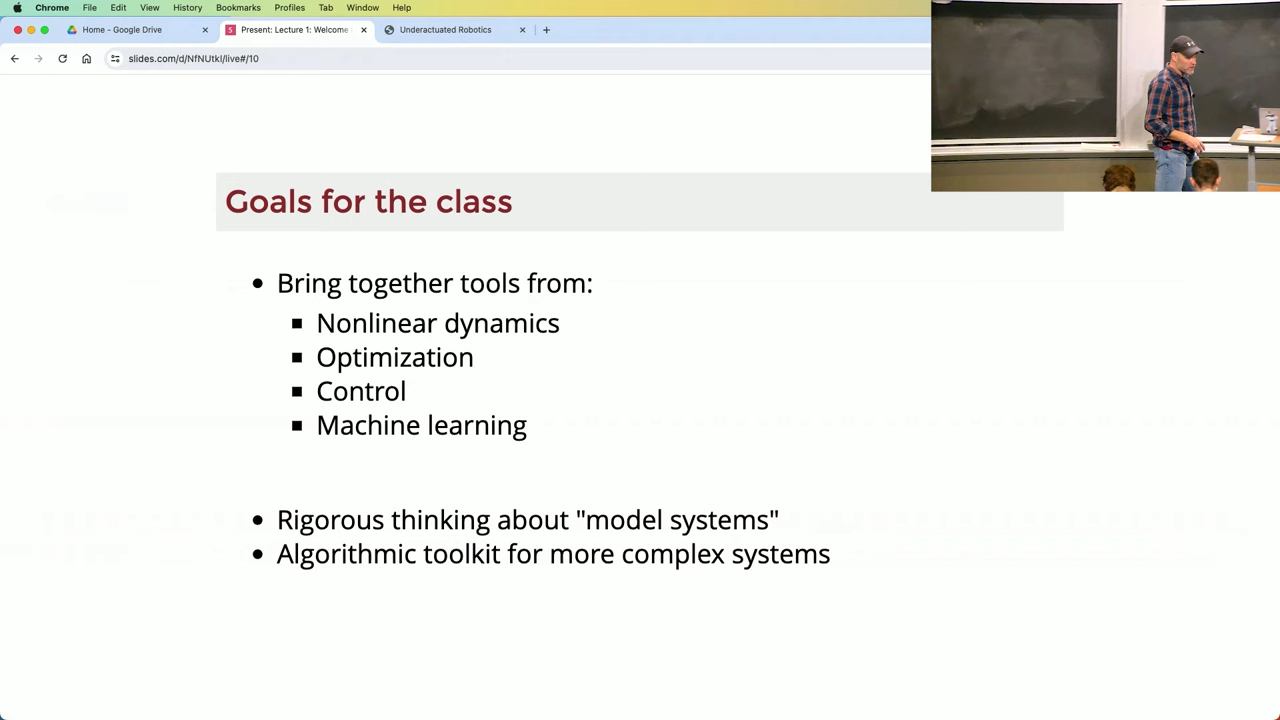 Chrome File Edit View History Bookmarks Profiles Tab Window Help
Home - Google Drive
Present: Lecture 1: Welcome
Underactuated Robotics
slides.com/d/NfNUtkI/live#/10
Goals for the class
Bring together tools from:
Nonlinear dynamics
Optimization
Control
Machine learning
Rigorous thinking about "model systems"
Algorithmic toolkit for more complex systems